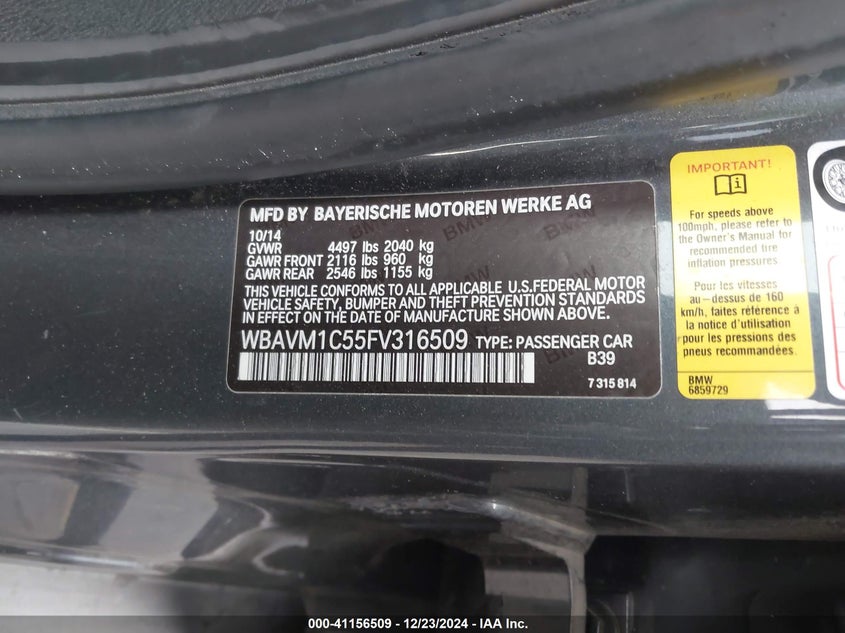 MFD BY BAYERISCHE MOTOREN WERKE AG
10/14
GVWR 4497 lbs 2040 kg
GAWR FRONT 2116 lbs 960 kg
GAWR REAR 2546 lbs 1155 kg
THIS VEHICLE CONFORMS TO ALL APPLICABLE U.S.FEDERAL MOTOR
VEHICLE SAFETY, BUMPER AND THEFT PREVENTION STANDARDS
IN EFFECT ON THE DATE OF MANUFACTURE SHOWN ABOVE.
WBAVM1C55FV316509 TYPE: PASSENGER CAR
B39
7 315 814
IMPORTANT!
For speeds above
100mph, please refer to
the Owner's Manual for
recommended tire
inflation pressures
Pour les vitesses
au-dessus de 160
km/h, faites référence à
la notice d'utilisation
pour les pressions des
pneus recommandées.
BMW
6859729
000-41156509 - 12/23/2024 - IAA Inc.